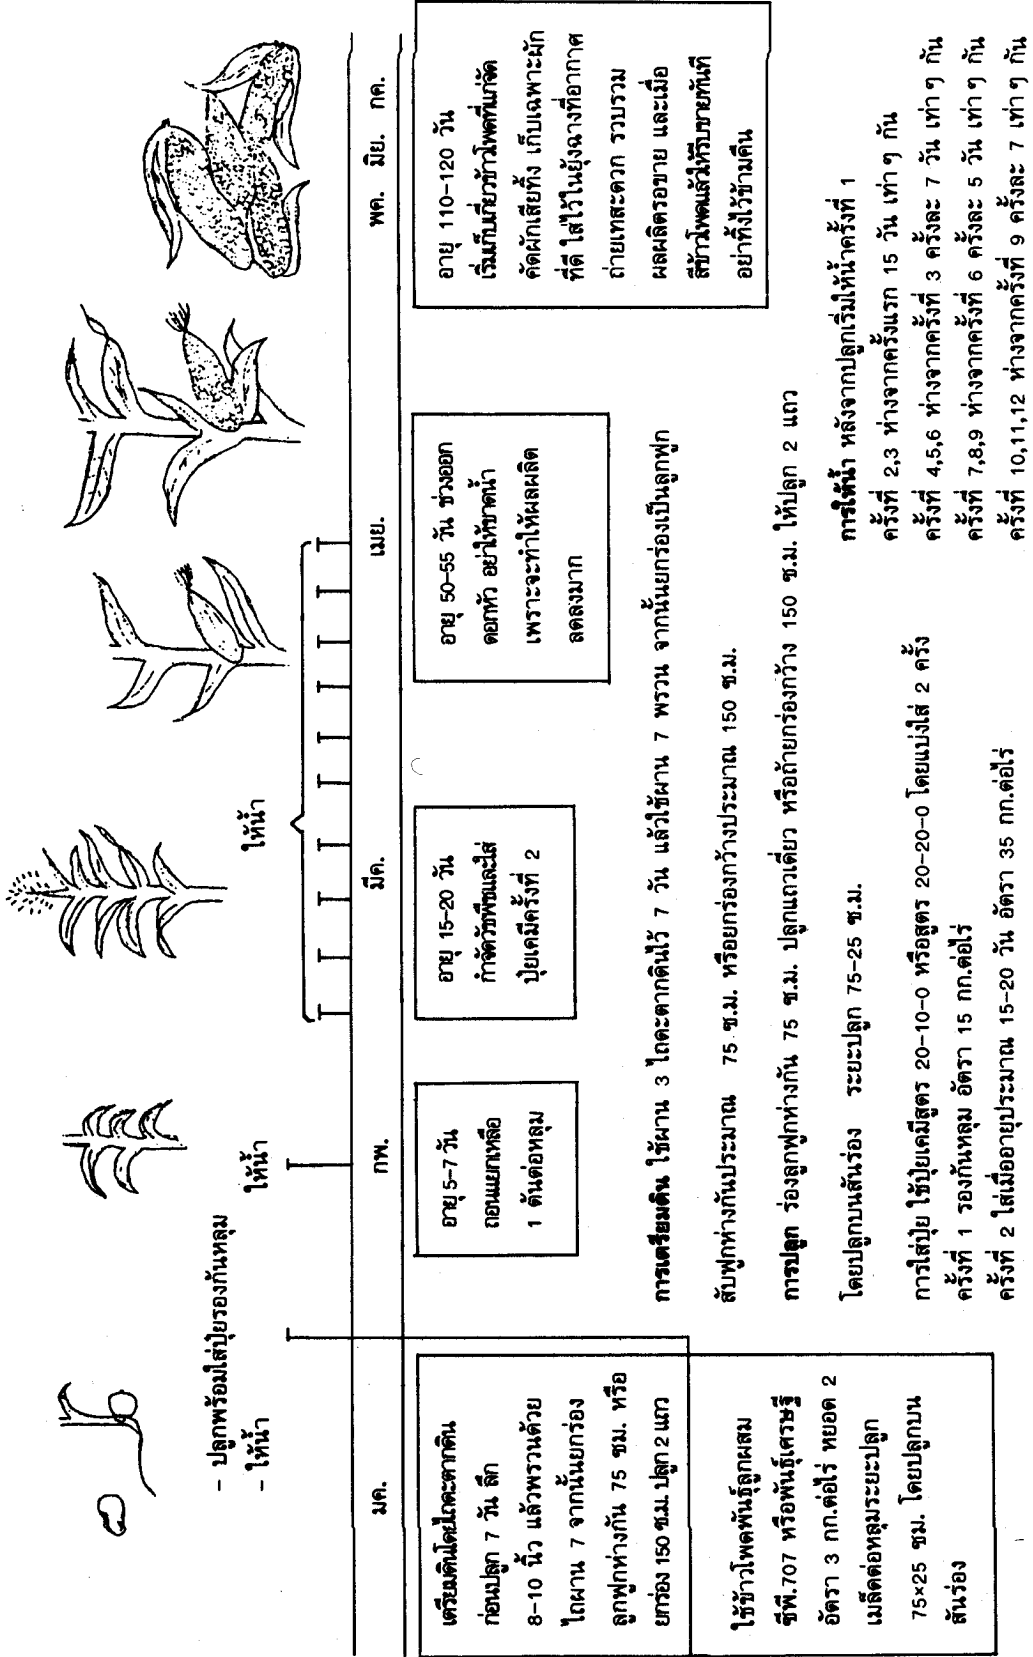 - ปลูกพร้อมใส่ปุ๋ยรองก้นหลุม
- ให้น้ำ
ให้น้ำ
ให้น้ำ
มค.
กพ.
มีค.
เมย.
พค.
มิย.
กค.
เตรียมดินโดยไถดะตากดิน
ก่อนปลูก 7 วัน ลึก
8-10 นิ้ว แล้วพรวนด้วย
ไถผาน 7 จากนั้นยกร่อง
ลูกฟูกห่างกัน 75 ซม. หรือ
ยกร่อง 150 ซ.ม. ปลูก 2 แถว
ใช้ข้าวโพดพันธุ์ลูกผสม
ซีพี.707 หรือพันธุ์เศรษฐี
อัตรา 3 กก.ต่อไร่ หยอด 2
เมล็ดต่อหลุมระยะปลูก
75×25 ซม. โดยปลูกบน
สันร่อง
อายุ 5-7 วัน
ถอนแยกเหลือ
1 ต้นต่อหลุม
อายุ 15-20 วัน
กำจัดวัชพืชและใส่
ปุ๋ยเคมีครั้งที่ 2
อายุ 50-55 วัน ช่วงออก
ดอกหัว อย่าให้ขาดน้ำ
เพราะจะทำให้ผลผลิต
ลดลงมาก
อายุ 110-120 วัน
เริ่มเก็บเกี่ยวข้าวโพดที่แก่จัด
คัดฝักเสียทิ้ง เก็บเฉพาะฝัก
ที่ดี ใส่ไว้ในยุ้งฉางที่อากาศ
ถ่ายเทสะดวก รวบรวม
ผลผลิตรอขาย และเมื่อ
สีข้าวโพดแล้วให้รีบขายทันที
อย่าทิ้งไว้ข้ามคืน
การเตรียมดิน ใช้ผาน 3 ไถดะตากดินไว้ 7 วัน แล้วใช้ผาน 7 พรวน จากนั้นยกร่องเป็นลูกฟูก
สับฟูกห่างกันประมาณ 75 ซ.ม. หรือยกร่องกว้างประมาณ 150 ซ.ม.
การปลูก ร่องลูกฟูกห่างกัน 75 ซ.ม. ปลูกแถวเดียว หรือถ้ายกร่องกว้าง 150 ซ.ม. ให้ปลูก 2 แถว
โดยปลูกบนสันร่อง ระยะปลูก 75-25 ซ.ม.
การใส่ปุ๋ย ใช้ปุ๋ยเคมีสูตร 20-10-0 หรือสูตร 20-20-0 โดยแบ่งใส่ 2 ครั้ง
ครั้งที่ 1 รองก้นหลุม อัตรา 15 กก.ต่อไร่
ครั้งที่ 2 ใส่เมื่ออายุประมาณ 15-20 วัน อัตรา 35 กก.ต่อไร่
การให้น้ำ หลังจากปลูกเริ่มให้น้ำครั้งที่ 1
ครั้งที่ 2,3 ห่างจากครั้งแรก 15 วัน เท่า ๆ กัน
ครั้งที่ 4,5,6 ห่างจากครั้งที่ 3 ครั้งละ 7 วัน เท่า ๆ กัน
ครั้งที่ 7,8,9 ห่างจากครั้งที่ 6 ครั้งละ 5 วัน เท่า ๆ กัน
ครั้งที่ 10,11,12 ห่างจากครั้งที่ 9 ครั้งละ 7 เท่า ๆ กัน